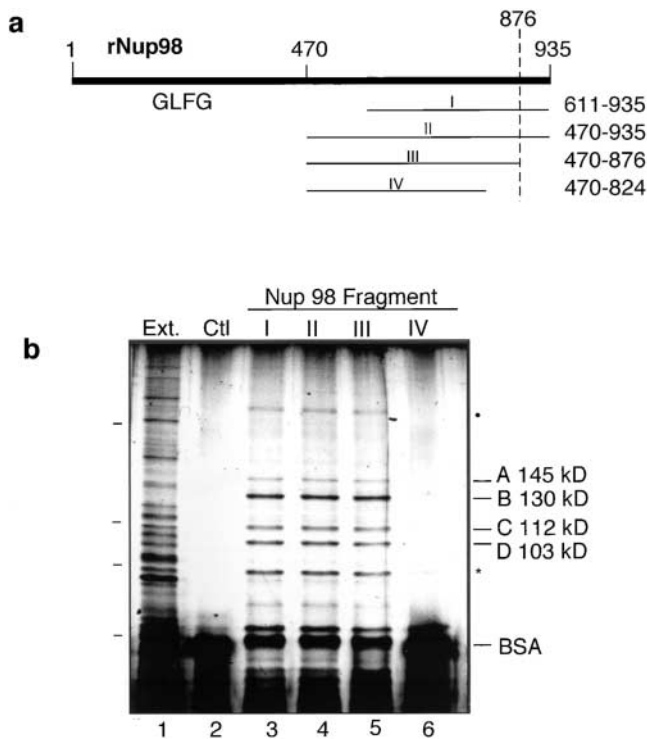 a
876
1 rNup98 470 935
GLFG
I 611-935
II 470-935
III 470-876
IV 470-824
Nup 98 Fragment
b Ext. Ctl I II III IV
A 145 kD
B 130 kD
C 112 kD
D 103 kD
*
BSA
1 2 3 4 5 6